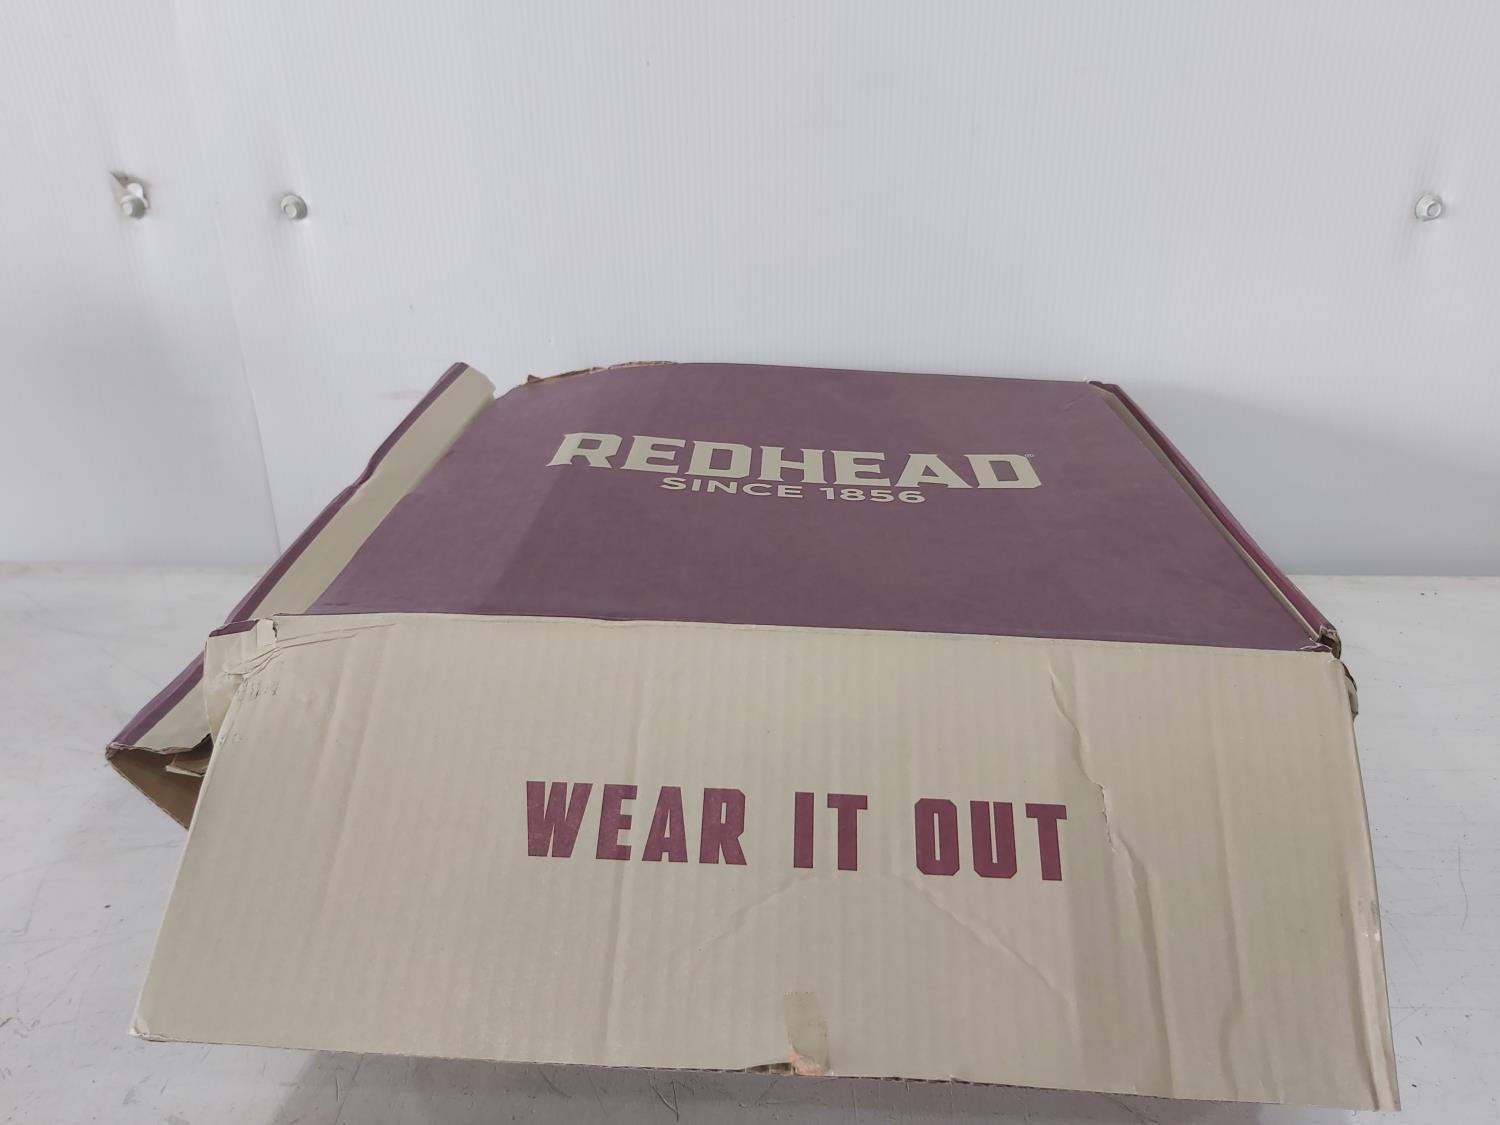 REDHEAD®
SINCE 1856
WEAR IT OUT